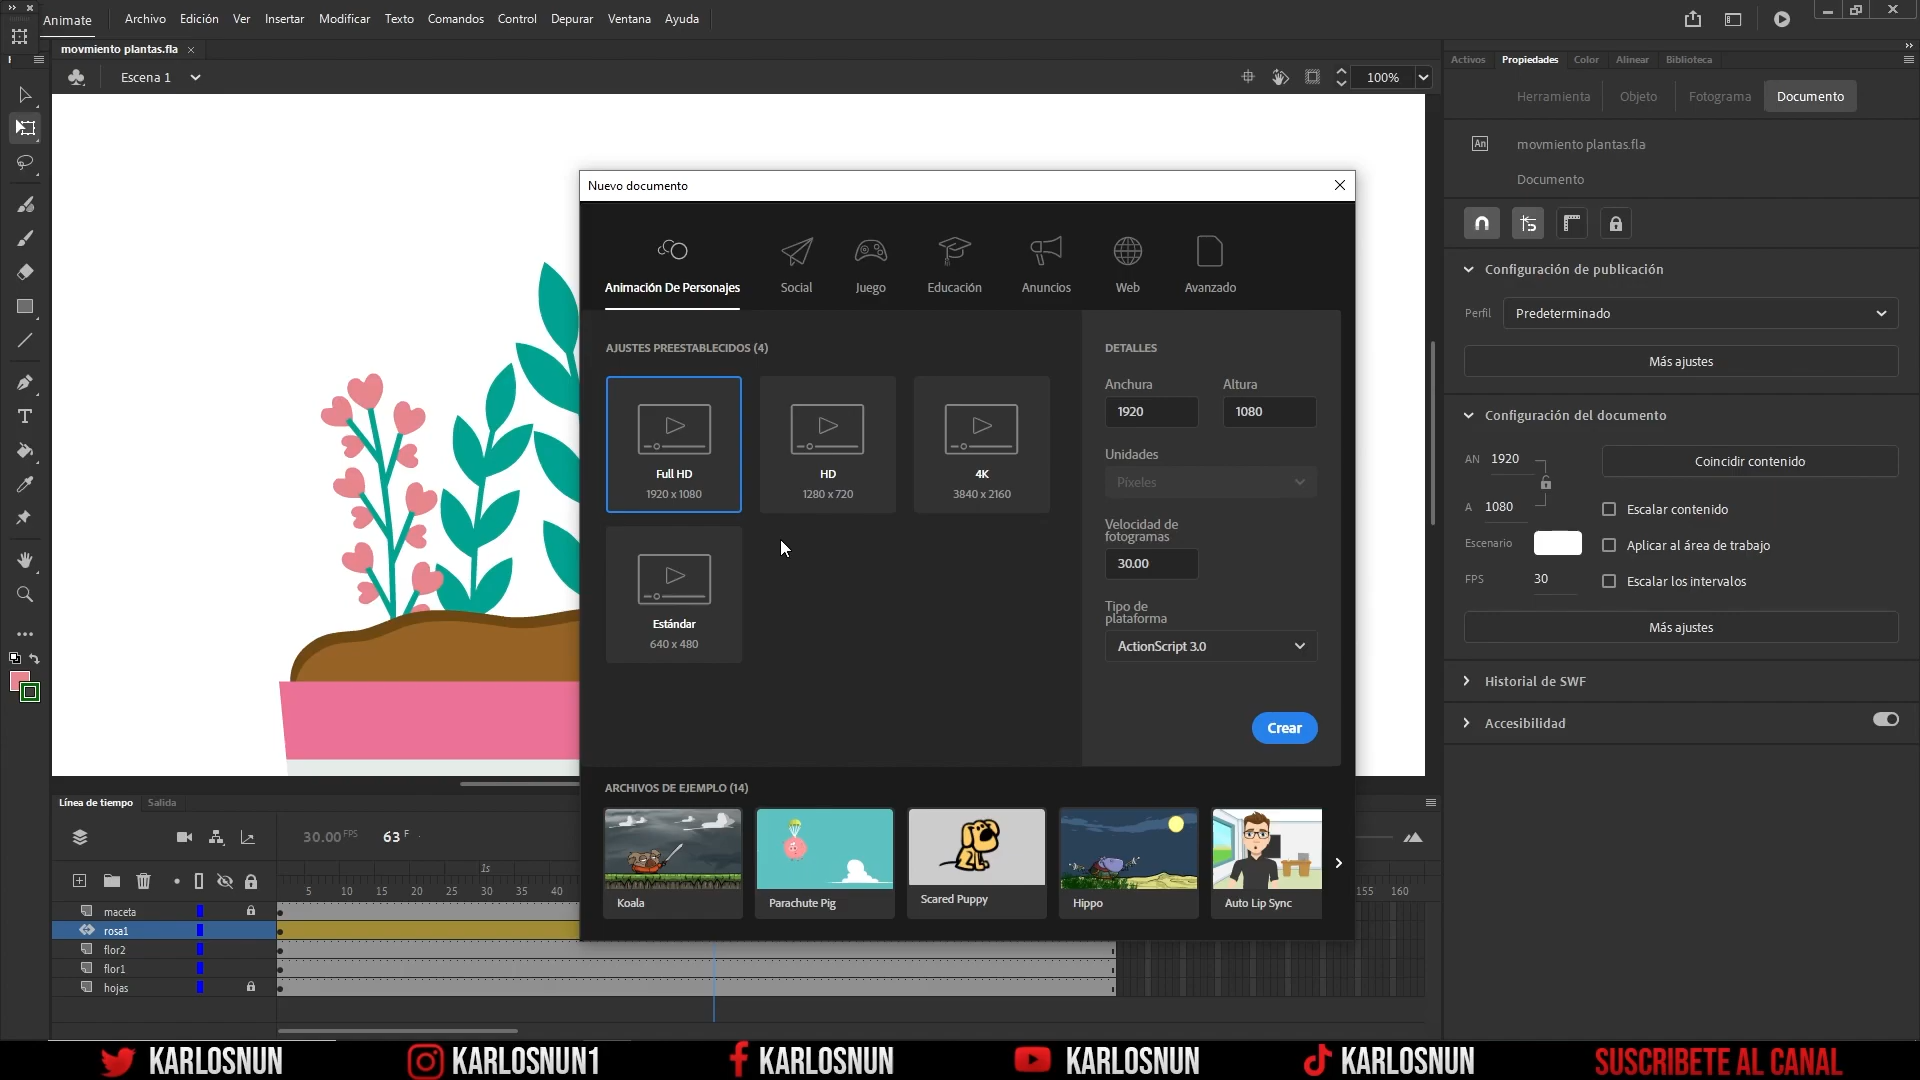 Animate
Archivo Edición Ver Insertar Modificar Texto Comandos Control Depurar Ventana Ayuda
movmiento plantas.fla
Escena 1
100%
Activos Propiedades Color Alinear Biblioteca
Herramienta Objeto Fotograma Documento
An movmiento plantas.fla
Documento
Configuración de publicación
Perfil Predeterminado
Más ajustes
Configuración del documento
AN 1920
Coincidir contenido
A 1080
Escalar contenido
Escenario
Aplicar al área de trabajo
FPS 30
Escalar los intervalos
Más ajustes
Historial de SWF
Accesibilidad
Nuevo documento
Animación De Personajes Social Juego Educación Anuncios Web Avanzado
AJUSTES PREESTABLECIDOS (4)
Full HD
1920 x 1080
HD
1280 x 720
4K
3840 x 2160
Estándar
640 x 480
DETALLES
Anchura Altura
1920 1080
Unidades
Píxeles
Velocidad de
fotogramas
30.00
Tipo de
plataforma
ActionScript 3.0
Crear
ARCHIVOS DE EJEMPLO (14)
Koala Parachute Pig Scared Puppy Hippo Auto Lip Sync
Línea de tiempo Salida
30.00 FPS 63 F
1s
5 10 15 20 25 30 35 40 155 160
maceta
rosa1
flor2
flor1
hojas
KARLOSNUN KARLOSNUN1 KARLOSNUN KARLOSNUN KARLOSNUN SUSCRIBETE AL CANAL